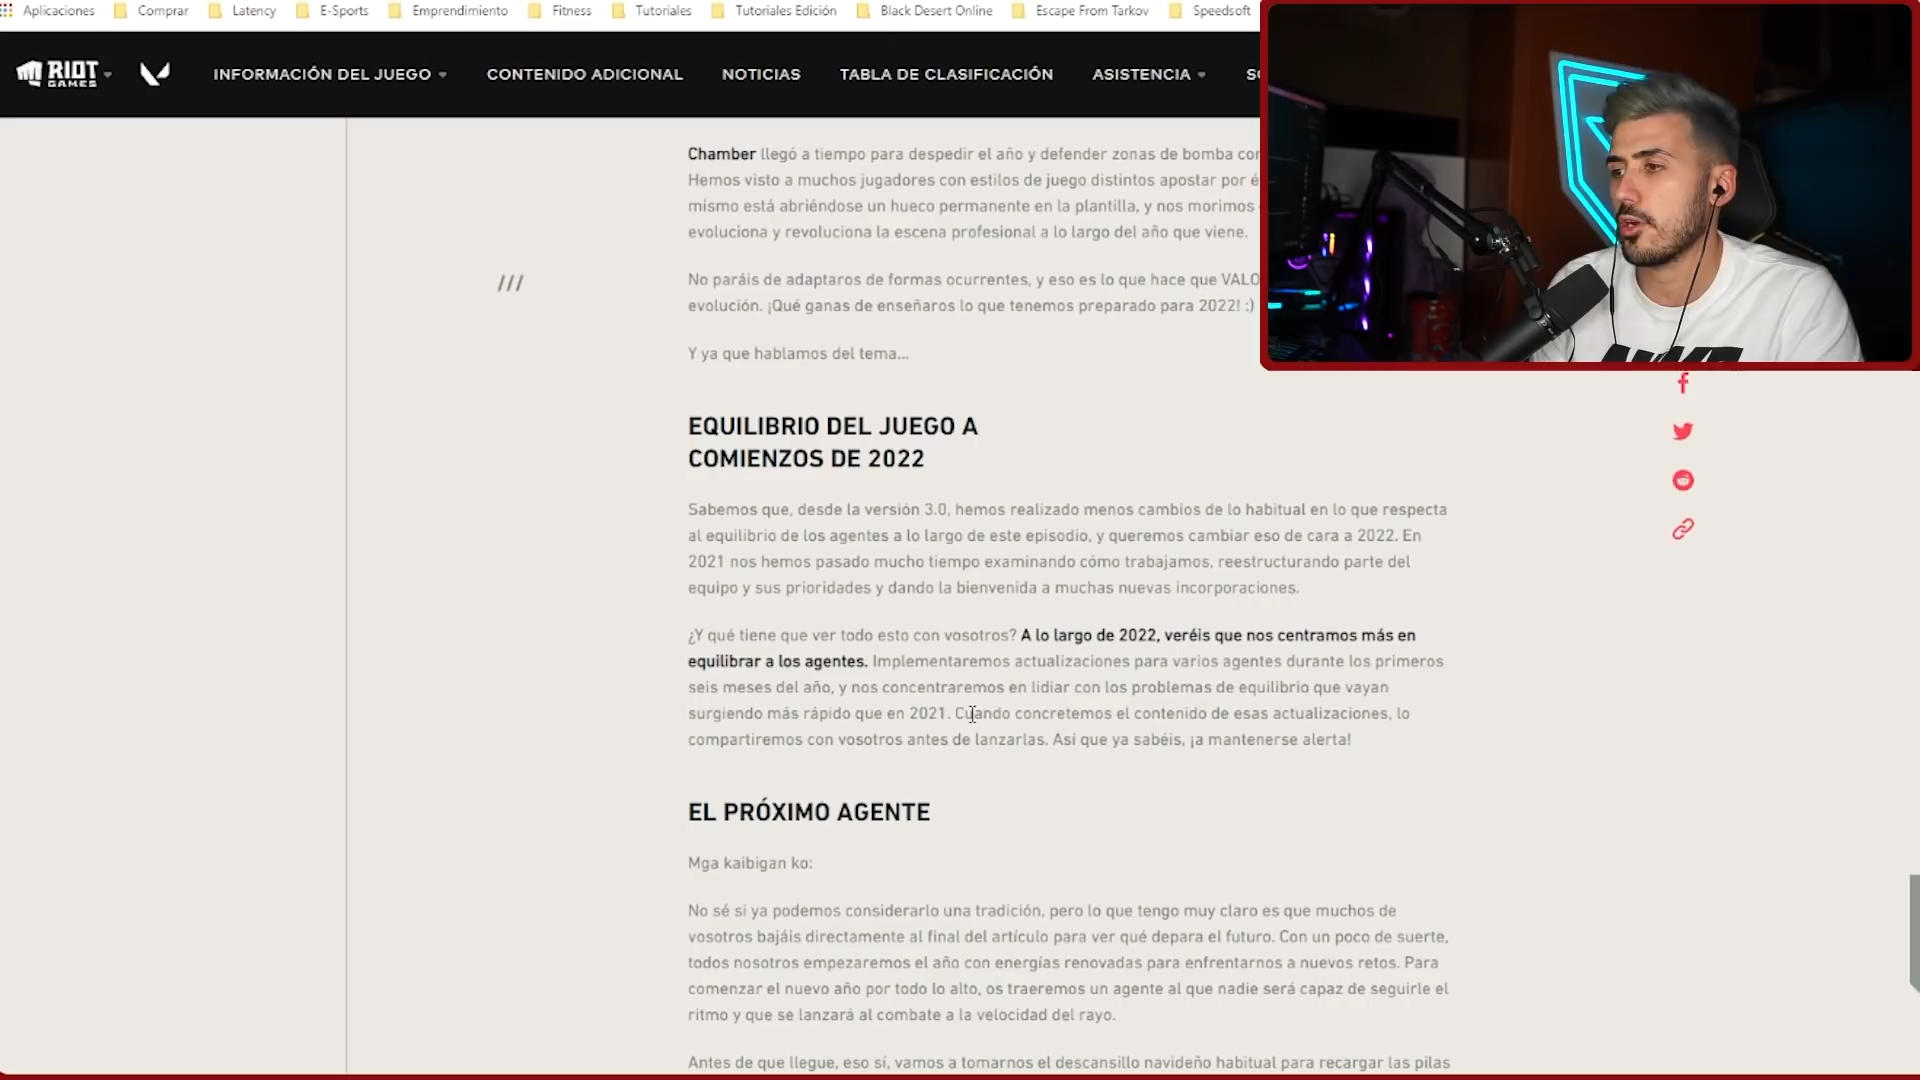 Aplicaciones Comprar Latency E-Sports Emprendimiento Fitness Tutoriales Tutoriales Edición Black Desert Online Escape From Tarkov Speedsoft
RIOT GAMES INFORMACIÓN DEL JUEGO CONTENIDO ADICIONAL NOTICIAS TABLA DE CLASIFICACIÓN ASISTENCIA
Chamber llegó a tiempo para despedir el año y defender zonas de bomba
Hemos visto a muchos jugadores con estilos de juego distintos apostar por
mismo está abriéndose un hueco permanente en la plantilla, y nos morimos
evoluciona y revoluciona la escena profesional a lo largo del año que viene.
///
No paráis de adaptaros de formas ocurrentes, y eso es lo que hace que VALO
evolución. ¡Qué ganas de enseñaros lo que tenemos preparado para 2022! :)
Y ya que hablamos del tema...
EQUILIBRIO DEL JUEGO A
COMIENZOS DE 2022
Sabemos que, desde la versión 3.0, hemos realizado menos cambios de lo habitual en lo que respecta
al equilibrio de los agentes a lo largo de este episodio, y queremos cambiar eso de cara a 2022. En
2021 nos hemos pasado mucho tiempo examinando cómo trabajamos, reestructurando parte del
equipo y sus prioridades y dando la bienvenida a muchas nuevas incorporaciones.
¿Y qué tiene que ver todo esto con vosotros? A lo largo de 2022, veréis que nos centramos más en
equilibrar a los agentes. Implementaremos actualizaciones para varios agentes durante los primeros
seis meses del año, y nos concentraremos en lidiar con los problemas de equilibrio que vayan
surgiendo más rápido que en 2021. Cuando concretemos el contenido de esas actualizaciones, lo
compartiremos con vosotros antes de lanzarlas. Así que ya sabéis, ¡a mantenerse alerta!
EL PRÓXIMO AGENTE
Mga kaibigan ko:
No sé si ya podemos considerarlo una tradición, pero lo que tengo muy claro es que muchos de
vosotros bajáis directamente al final del artículo para ver qué depara el futuro. Con un poco de suerte,
todos nosotros empezaremos el año con energías renovadas para enfrentarnos a nuevos retos. Para
comenzar el nuevo año por todo lo alto, os traeremos un agente al que nadie será capaz de seguirle el
ritmo y que se lanzará al combate a la velocidad del rayo.
Antes de que llegue, eso sí, vamos a tomarnos el descansillo navideño habitual para recargar las pilas